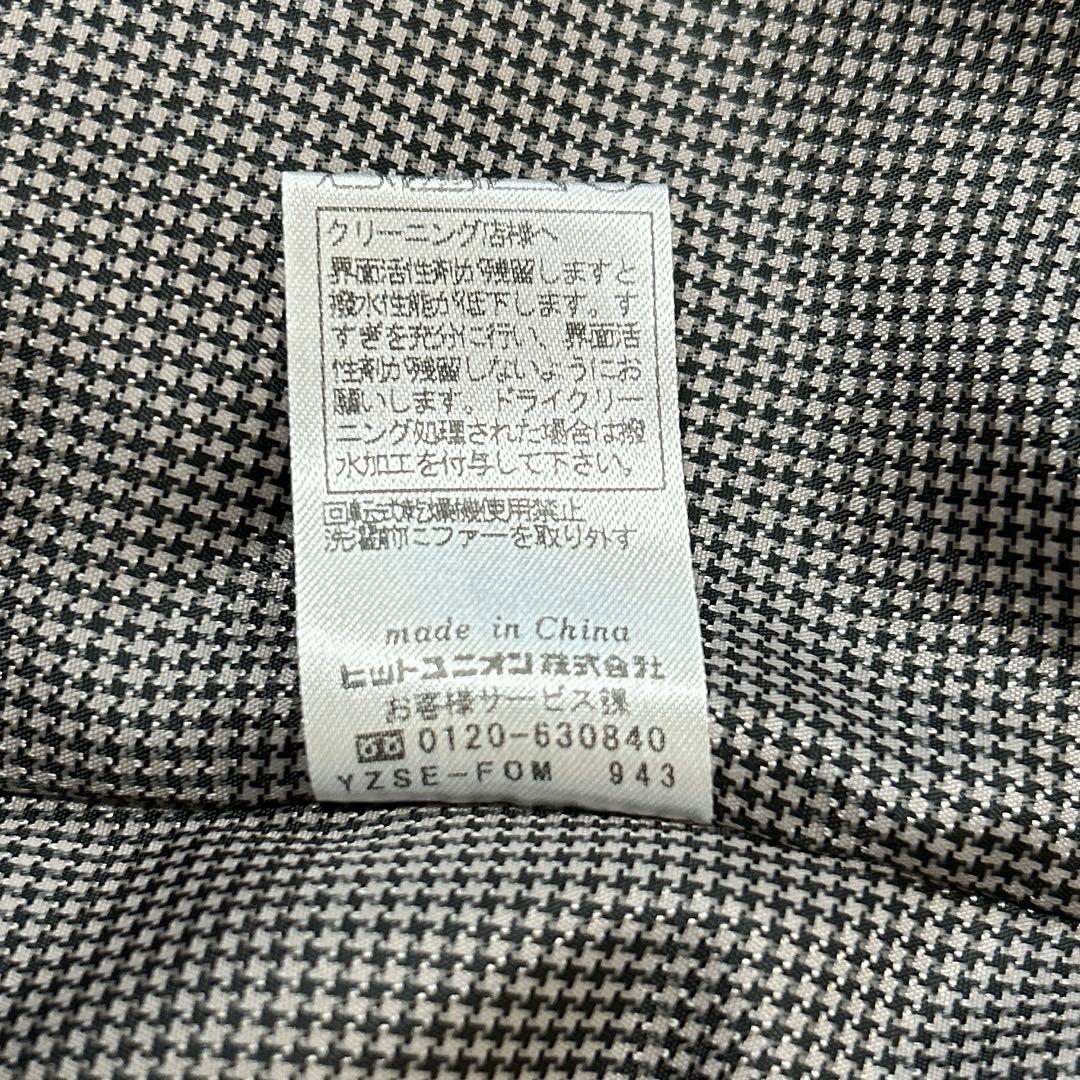 クリーニング店様へ
界面活性剤が残留しますと
撥水性能が低下します。す
すぎを充分に行い、界面活
性剤が残留しないようにお
願いします。ドライクリー
ニング処理された場合は撥
水加工を付与して下さい。
回転式乾燥機使用禁止
洗濯前にファーを取り外す
made in China
ヒットユニオン株式会社
お客様サービス課
0120-630840
YZSE-FOM 943